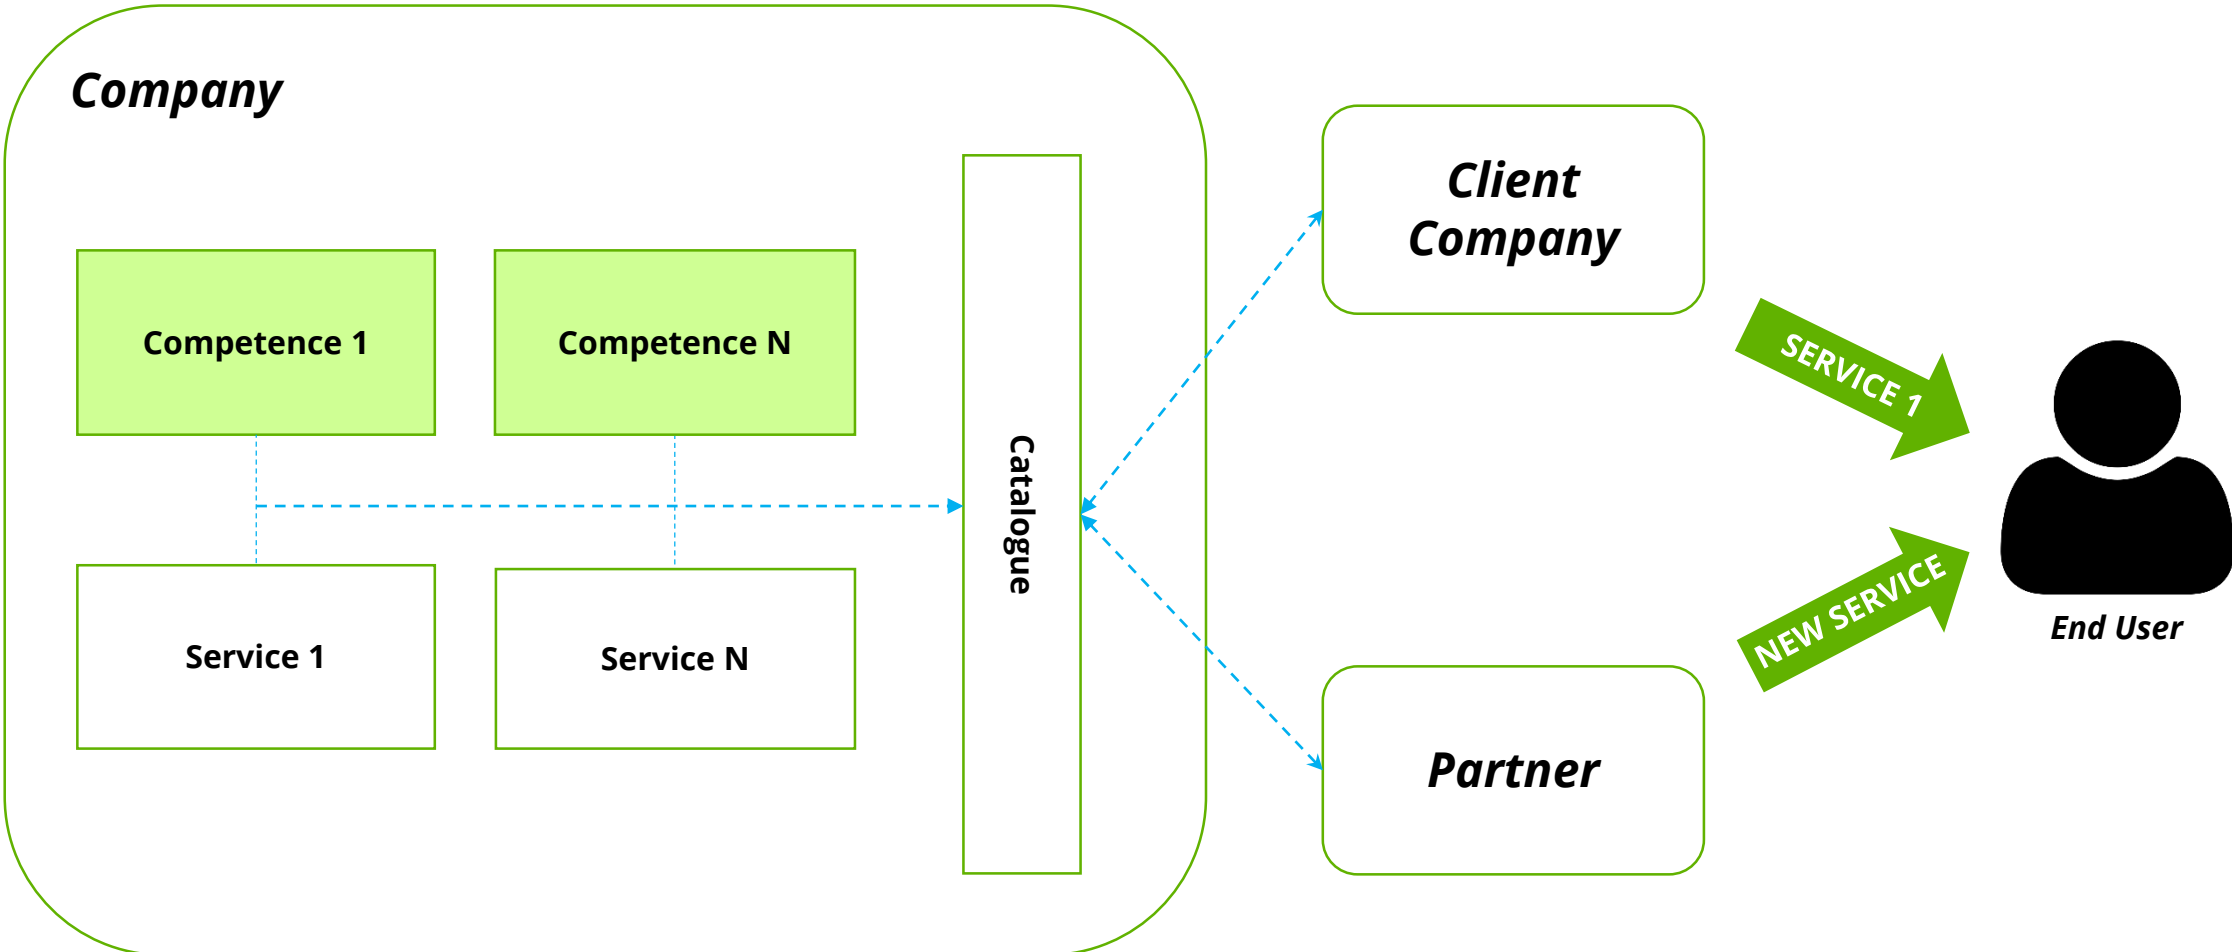 Company
Competence 1
Competence N
Service 1
Service N
Catalogue
Client
Company
Partner
SERVICE 1
NEW SERVICE
End User